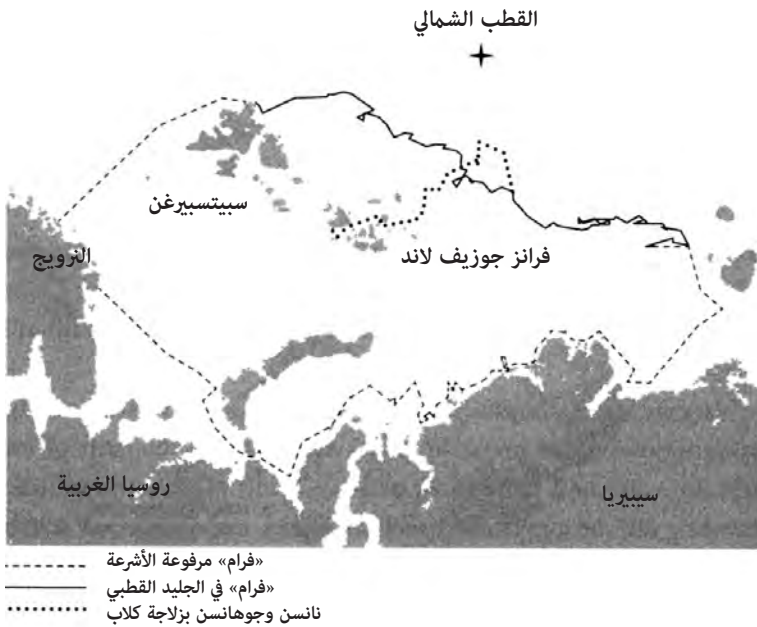 القطب الشمالي
سبيتسبيرغن
النرويج
فرانز جوزيف لاند
روسيا الغربية
سيبيريا
«فرام» مرفوعة الأشرعة
«فرام» في الجليد القطبي
نانسن وجوهانسن بزلاجة كلاب